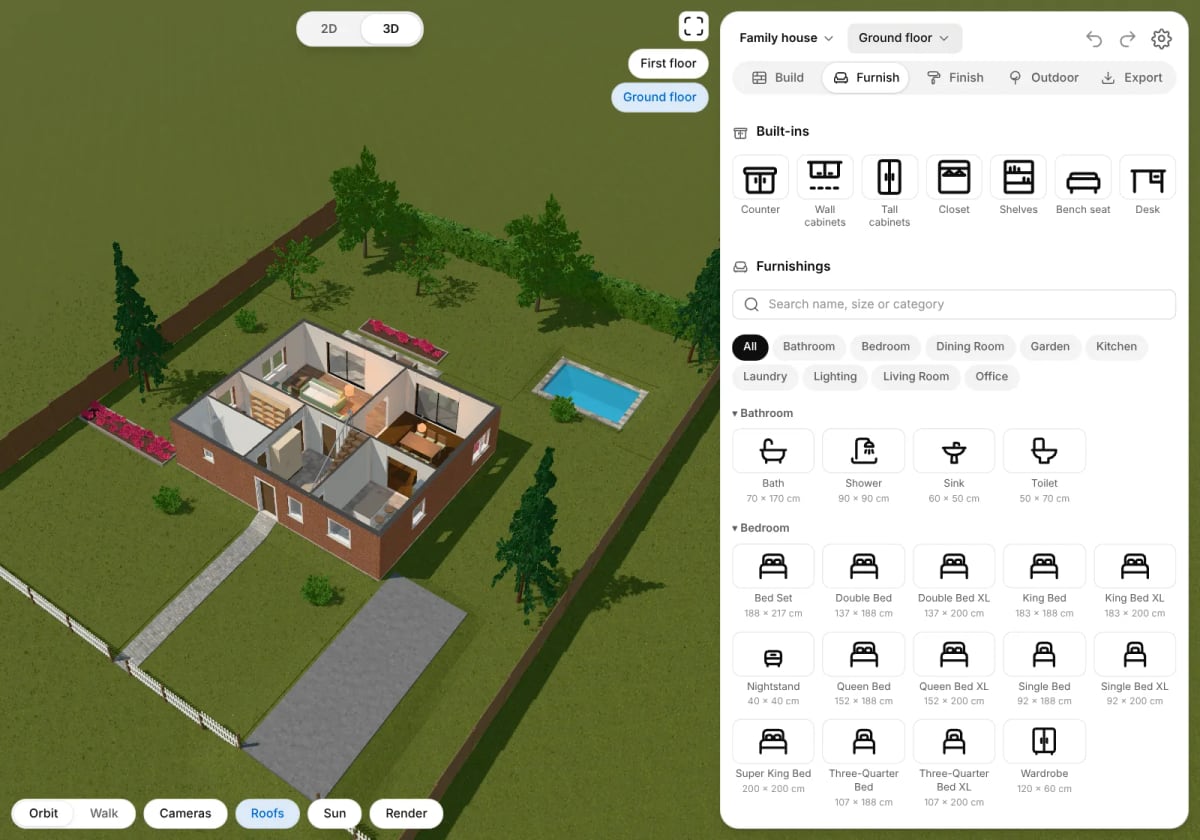 2D 3D
First floor
Ground floor
Family house Ground floor
Build Furnish Finish Outdoor Export
Built-ins
Counter Wall cabinets Tall cabinets Closet Shelves Bench seat Desk
Furnishings
Search name, size or category
All Bathroom Bedroom Dining Room Garden Kitchen
Laundry Lighting Living Room Office
Bathroom
Bath Shower Sink Toilet
70 × 170 cm 90 × 90 cm 60 × 50 cm 50 × 70 cm
Bedroom
Bed Set Double Bed Double Bed XL King Bed King Bed XL
188 × 217 cm 137 × 188 cm 137 × 200 cm 183 × 188 cm 183 × 200 cm
Nightstand Queen Bed Queen Bed XL Single Bed Single Bed XL
40 × 40 cm 152 × 188 cm 152 × 200 cm 92 × 188 cm 92 × 200 cm
Super King Bed Three-Quarter Bed Three-Quarter Bed XL Wardrobe
200 × 200 cm 107 × 188 cm 107 × 200 cm 120 × 60 cm
Orbit Walk Cameras Roofs Sun Render